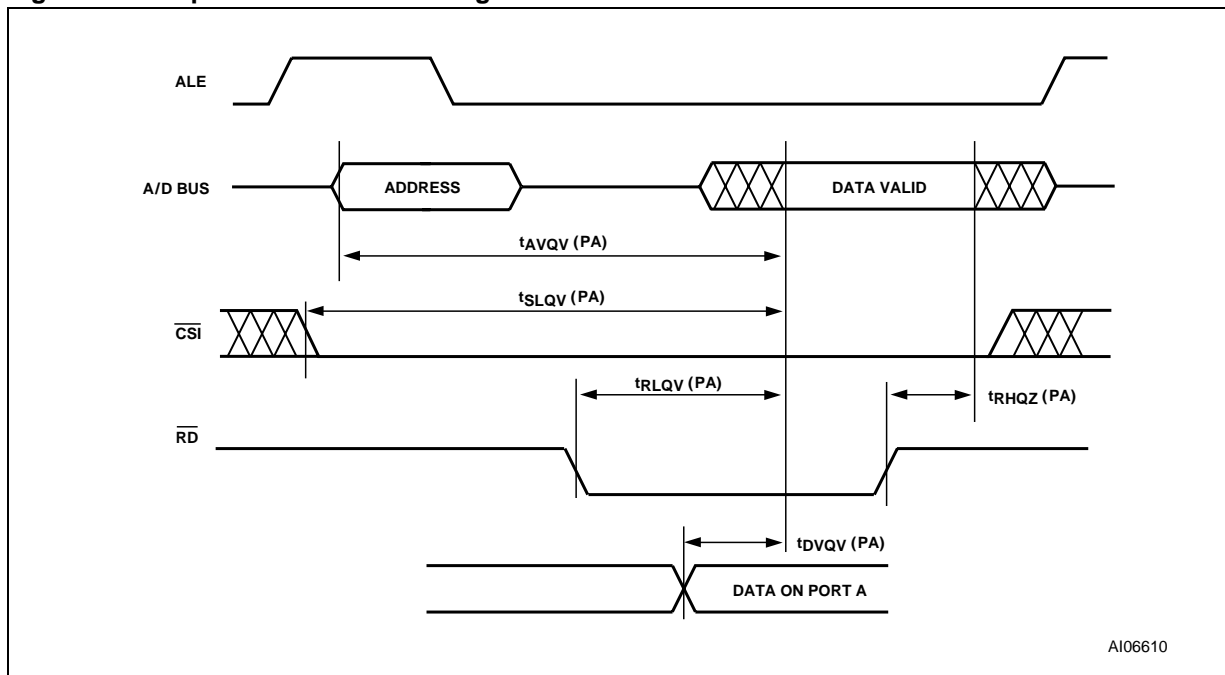 ALE
A/D BUS
ADDRESS
DATA VALID
tAVQV (PA)
tSLQV (PA)
CSI
tRLQV (PA)
tRHQZ (PA)
RD
tDVQV (PA)
DATA ON PORT A
AI06610